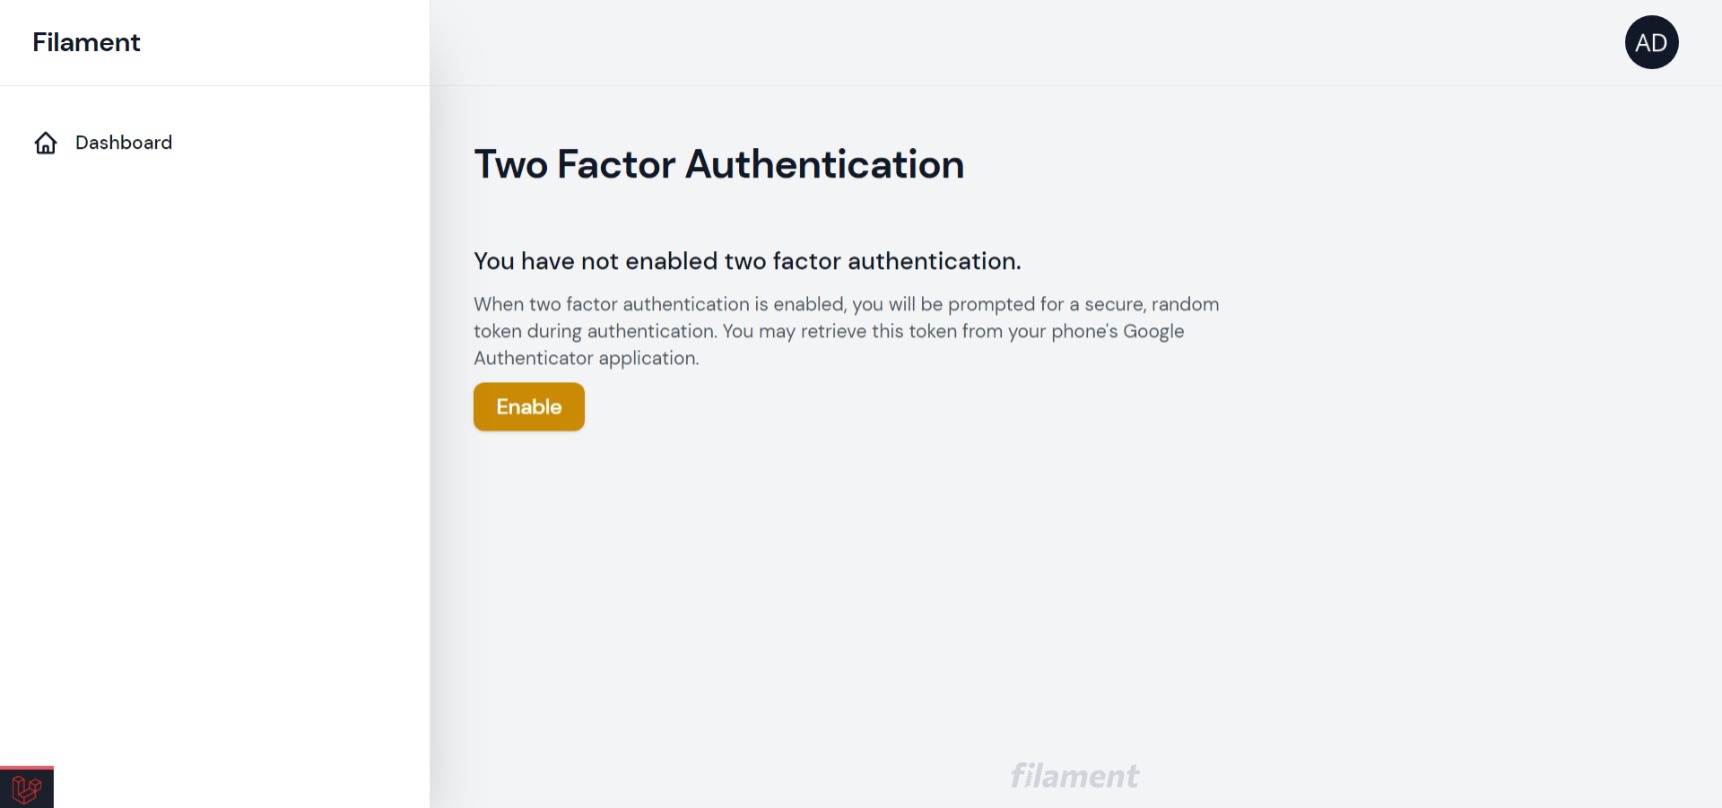 Filament
AD
Dashboard
Two Factor Authentication
You have not enabled two factor authentication.
When two factor authentication is enabled, you will be prompted for a secure, random
token during authentication. You may retrieve this token from your phone's Google
Authenticator application.
Enable
filament